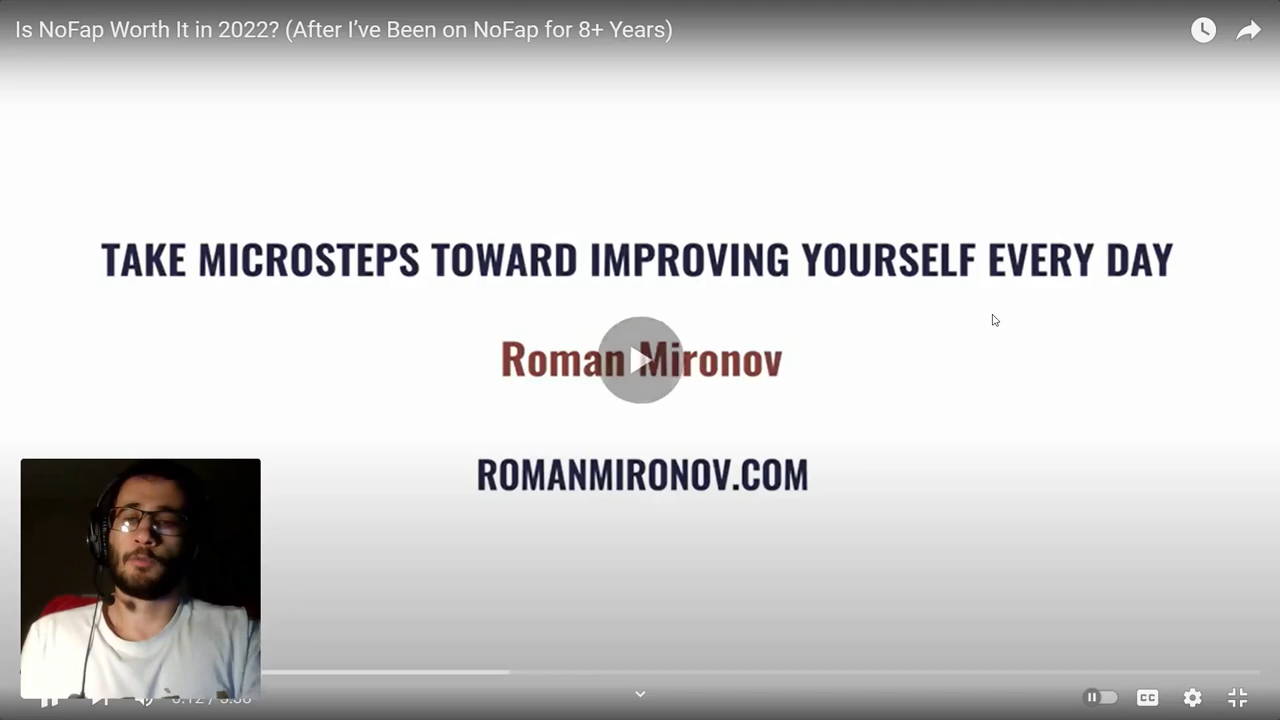 Is NoFap Worth It in 2022? (After I’ve Been on NoFap for 8+ Years)
TAKE MICROSTEPS TOWARD IMPROVING YOURSELF EVERY DAY
Roman Mironov
ROMANMIRONOV.COM
CC